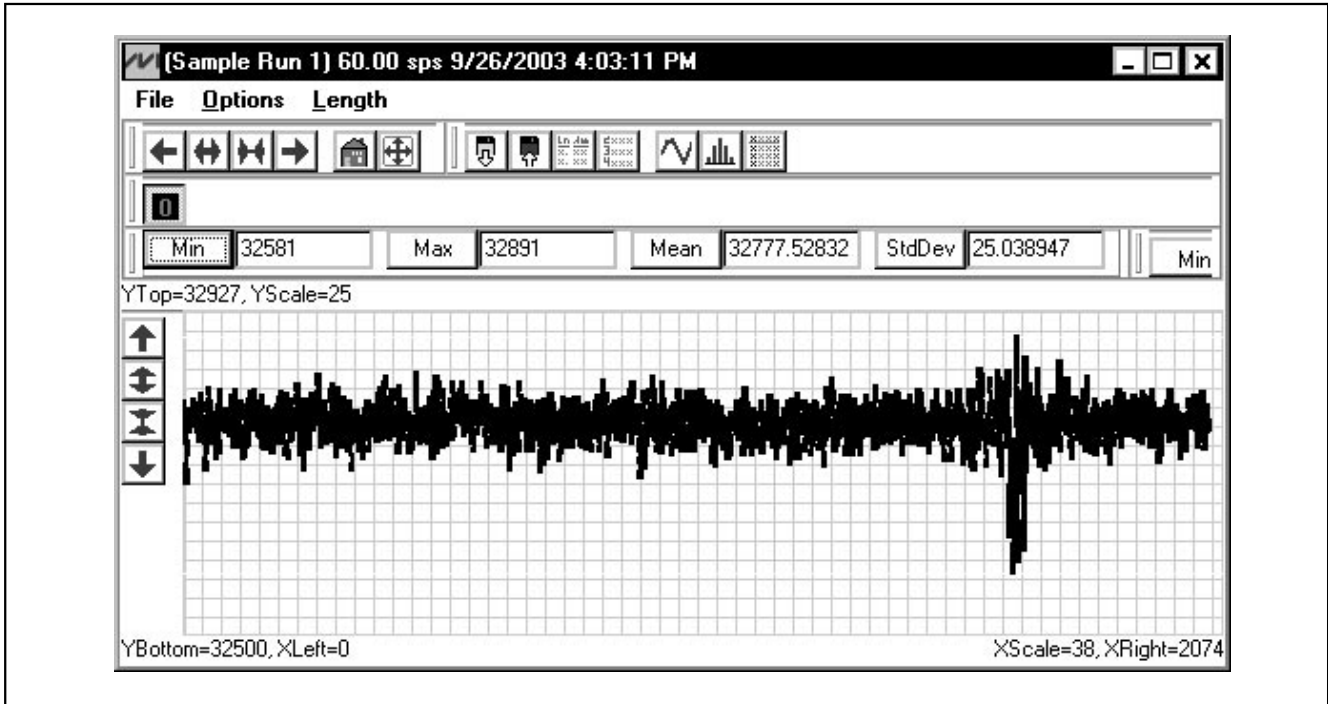 (Sample Run 1) 60.00 sps 9/26/2003 4:03:11 PM
File Options Length
0
Min 32581 Max 32891 Mean 32777.52832 StdDev 25.038947 Min
YTop=32927, YScale=25
YBottom=32500, XLeft=0 XScale=38, XRight=2074